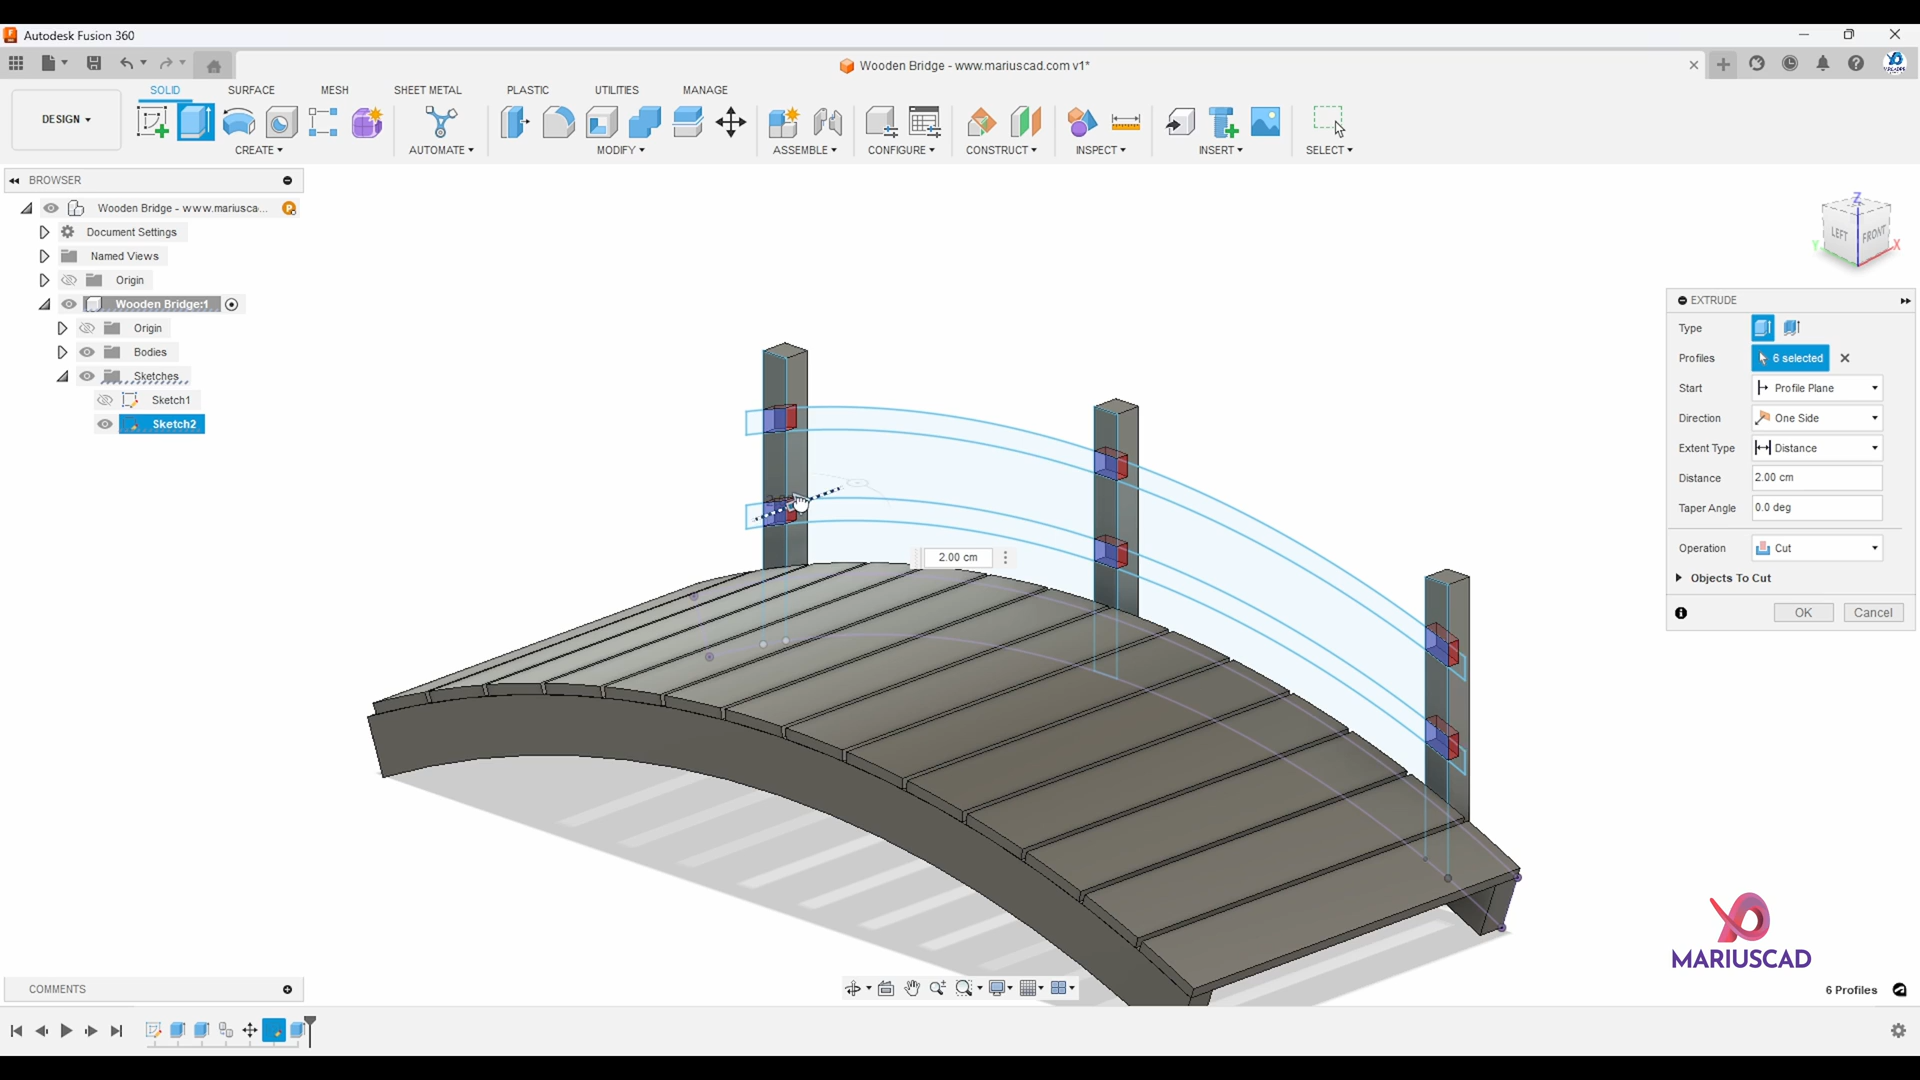 Autodesk Fusion 360
Wooden Bridge - www.mariuscad.com v1*
SOLID SURFACE MESH SHEET METAL PLASTIC UTILITIES MANAGE
DESIGN
CREATE AUTOMATE MODIFY ASSEMBLE CONFIGURE CONSTRUCT INSPECT INSERT SELECT
BROWSER
Wooden Bridge - www.mariusca...
Document Settings
Named Views
Origin
Wooden Bridge:1
Origin
Bodies
Sketches
Sketch1
Sketch2
Z
LEFT FRONT
Y X
EXTRUDE
Type
Profiles 6 selected
Start Profile Plane
Direction One Side
Extent Type Distance
Distance 2.00 cm
Taper Angle 0.0 deg
Operation Cut
Objects To Cut
OK Cancel
2.00 cm
MARIUSCAD
COMMENTS
6 Profiles